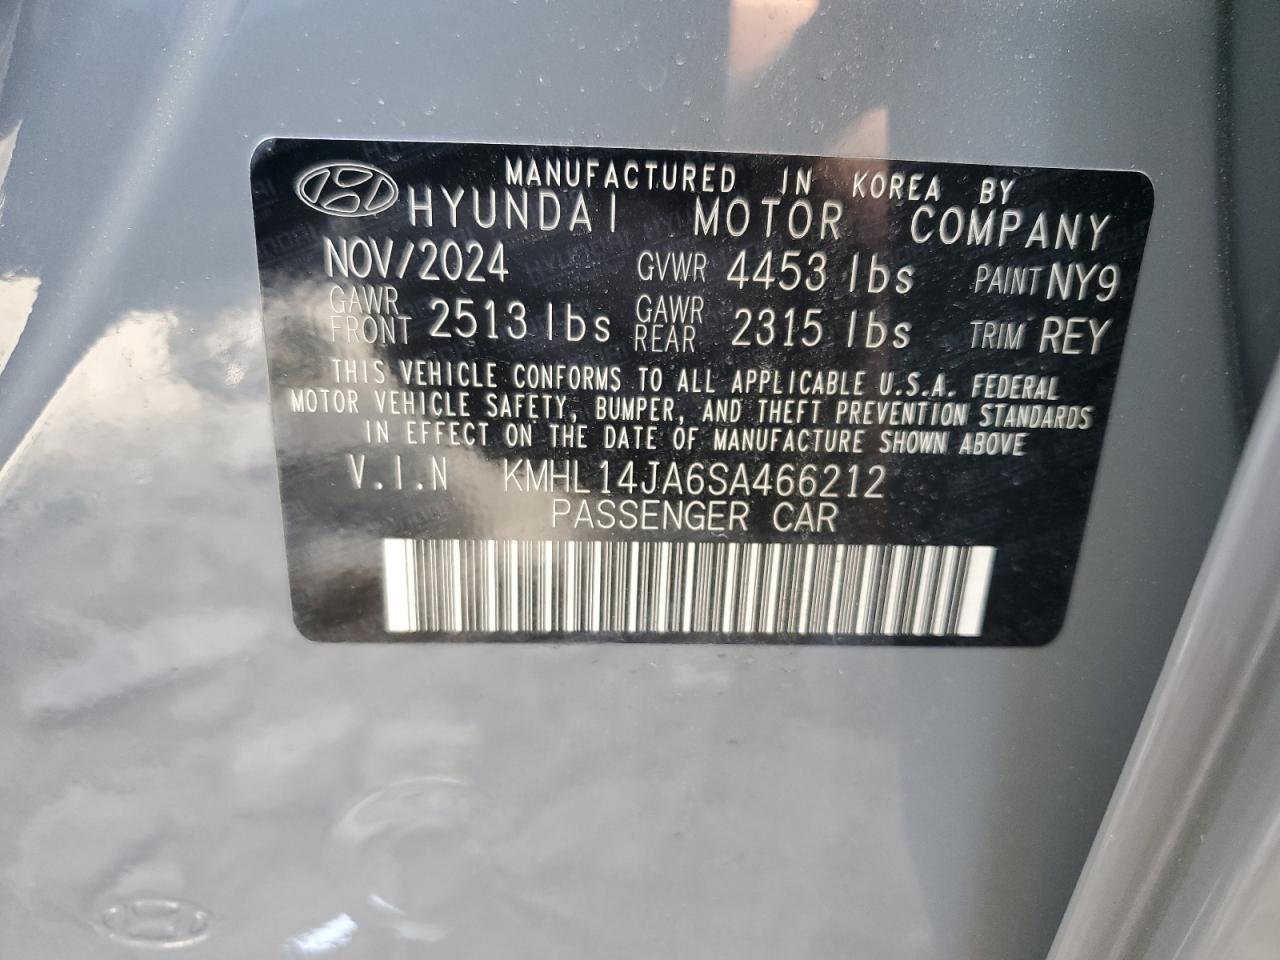 MANUFACTURED IN KOREA BY
HYUNDAI MOTOR COMPANY
NOV/2024 GVWR 4453 lbs PAINT NY9
GAWR FRONT 2513 lbs GAWR REAR 2315 lbs TRIM REY
THIS VEHICLE CONFORMS TO ALL APPLICABLE U.S.A. FEDERAL
MOTOR VEHICLE SAFETY, BUMPER, AND THEFT PREVENTION STANDARDS
IN EFFECT ON THE DATE OF MANUFACTURE SHOWN ABOVE
V.I.N KMHL14JA6SA466212
PASSENGER CAR